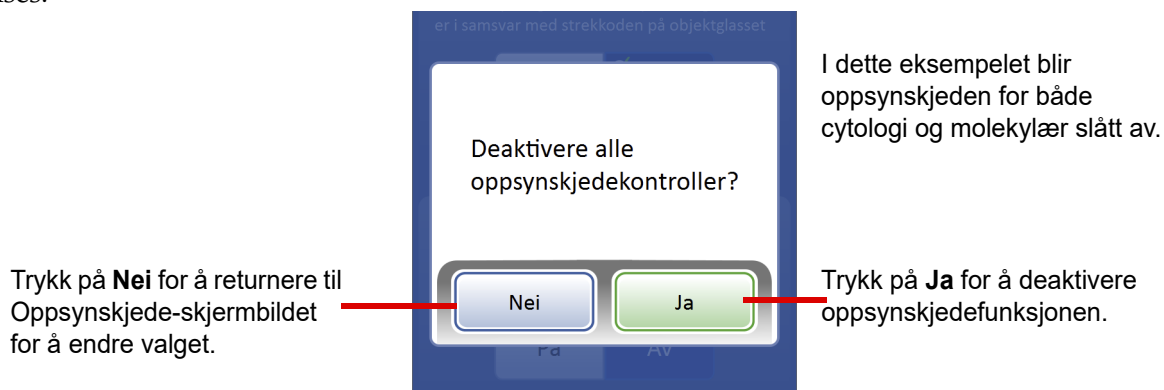 er i samsvar med strekkoden på objektglasset
I dette eksempelet blir
oppsynskjeden for både
cytologi og molekylær slått av.
Deaktivere alle
oppsynskjedekontroller?
Trykk på Nei for å returnere til
Oppsynskjede-skjermbildet
for å endre valget.
Nei
Ja
Trykk på Ja for å deaktivere
oppsynskjedefunksjonen.
På
Av